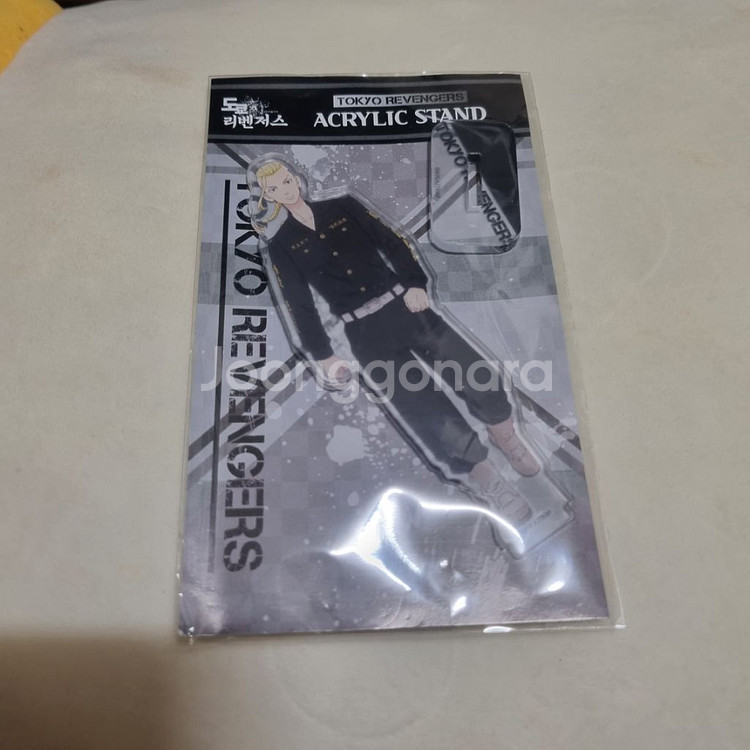 도쿄
리벤저스
TOKYO REVENGERS
ACRYLIC STAND
TOKYO REVENGERS
TOKYO REVENGERS
Joonggonara